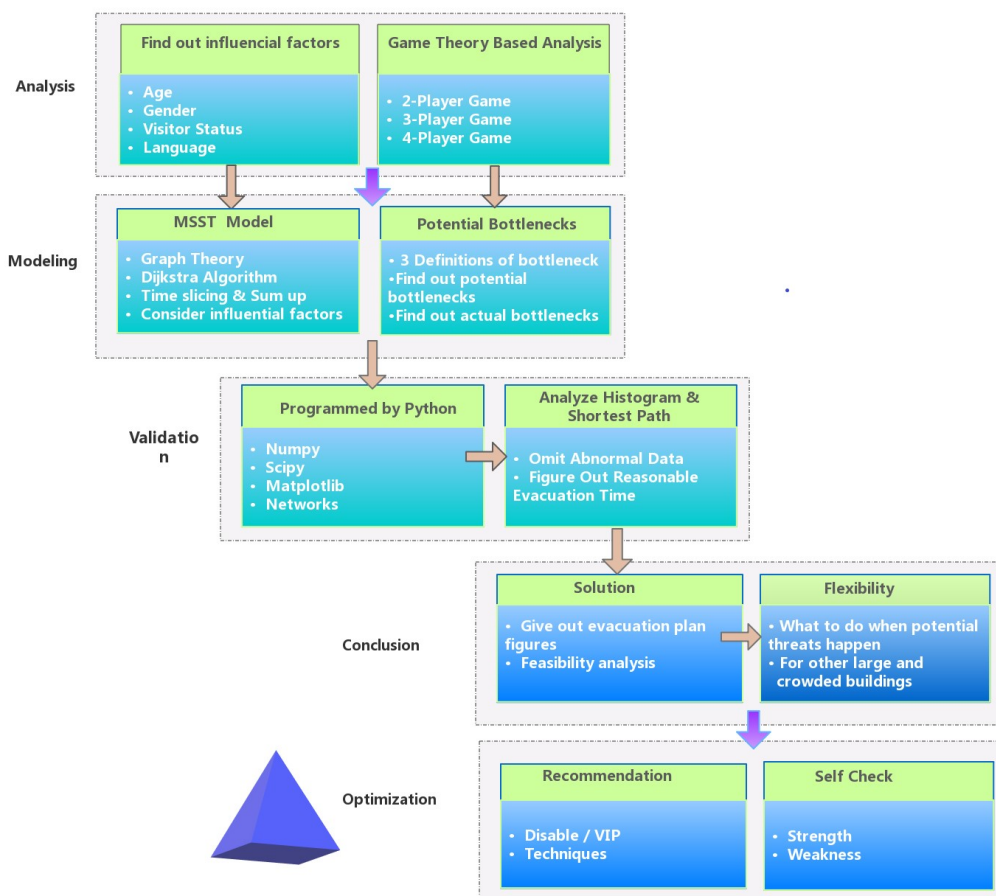 Find out influencial factors
Game Theory Based Analysis
Analysis
• Age
• Gender
• Visitor Status
• Language
• 2-Player Game
• 3-Player Game
• 4-Player Game
MSST Model
Potential Bottlenecks
Modeling
• Graph Theory
• Dijkstra Algorithm
• Time slicing & Sum up
• Consider influential factors
• 3 Definitions of bottleneck
•Find out potential
bottlenecks
•Find out actual bottlenecks
Programmed by Python
Analyze Histogram &
Shortest Path
Validatio
n
• Numpy
• Scipy
• Matplotlib
• Networks
• Omit Abnormal Data
• Figure Out Reasonable
Evacuation Time
Solution
Flexibility
Conclusion
• Give out evacuation plan
figures
• Feasibility analysis
• What to do when potential
threats happen
• For other large and
crowded buildings
Recommendation
Self Check
Optimization
• Disable / VIP
• Techniques
• Strength
• Weakness